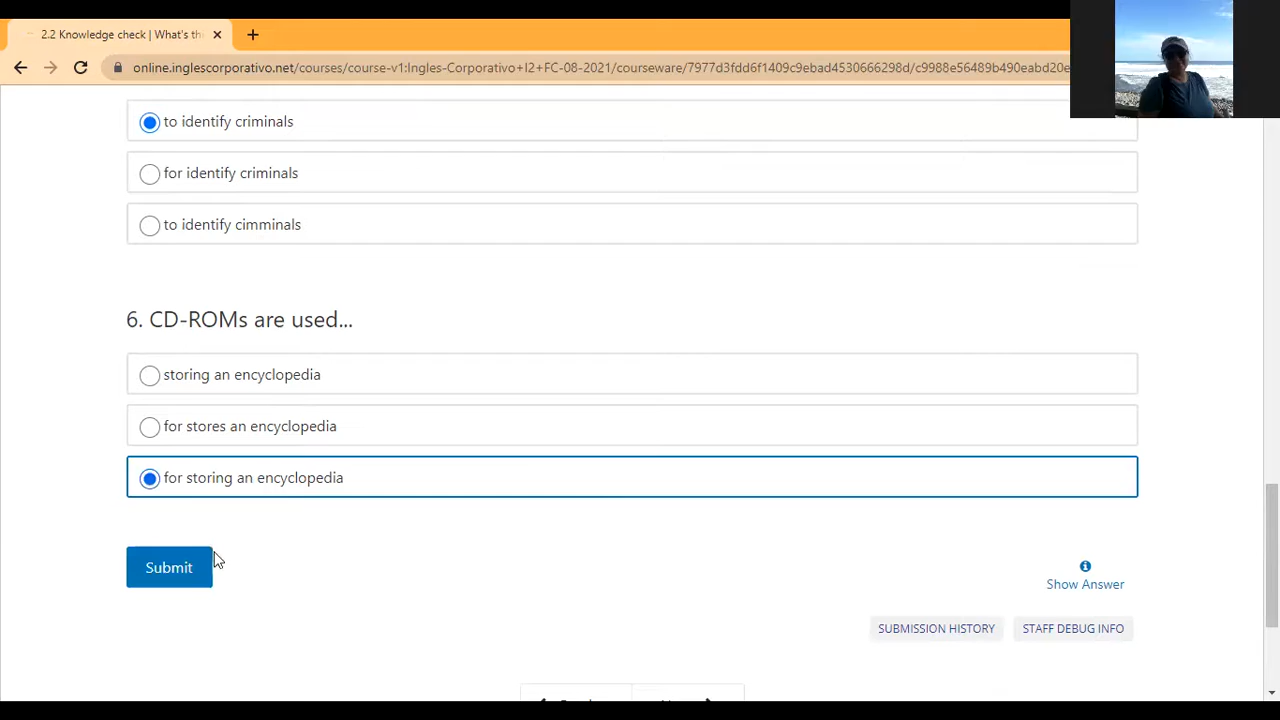 2.2 Knowledge check | What's th
online.inglescorporativo.net/courses/course-v1:Ingles-Corporativo+I2+FC-08-2021/courseware/7977d3fdd6f1409c9ebad4530666298d/c9988e56489b490eabd20e
to identify criminals
for identify criminals
to identify cimminals
6. CD-ROMs are used...
storing an encyclopedia
for stores an encyclopedia
for storing an encyclopedia
Submit
Show Answer
SUBMISSION HISTORY
STAFF DEBUG INFO